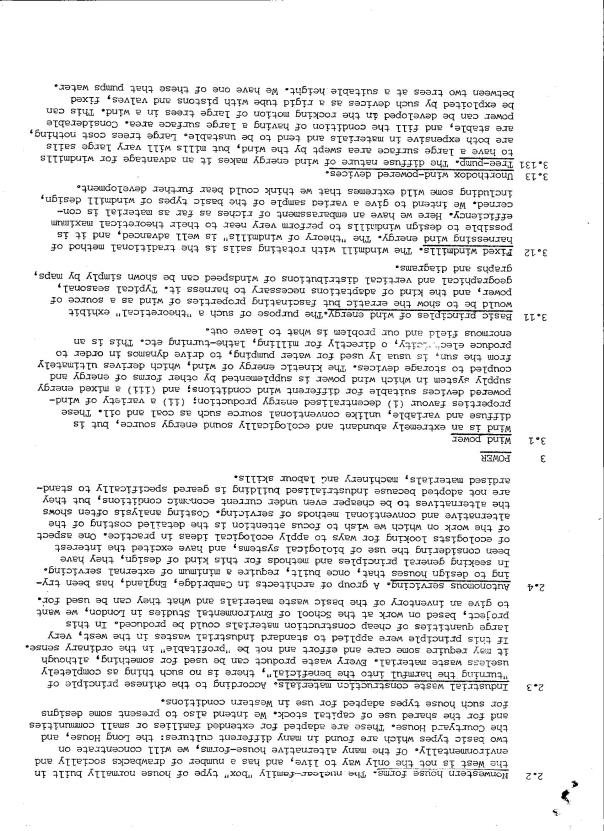 2.2 Nonwestern house forms. The nuclear-family "box" type of house normally built in
the West is not the only way to live, and has a number of drawbacks socially and
environmentally. Of the many alternative house-forms, we will concentrate on
two basic types which are found in many different cultures: the Long House, and
the Courtyard House. These are adapted for extended families or small communities
and for the shared use of capital stock. We intend also to present some designs
for such house types adapted for use in Western conditions.
2.3 Industrial waste construction materials. According to the chinese principle of
"turning the harmful into the beneficial", there is no such thing as completely
useless waste material. Every waste product can be used for something, although
it may require some care and effort and not be "profitable" in the ordinary sense.
If this principle were applied to standard industrial wastes in the west, very
large quantities of cheap construction materials could be produced. In this
project, based on work at the School of Environmental Studies in London, we want
to give an inventory of the basic waste materials and what they can be used for.
2.4 Autonomous servicing. A group of architects in Cambridge, England, has been try-
ing to design houses that, once built, require a minimum of external servicing.
In seeking general principles and methods for this kind of design, they have
been considering the use of biological systems, and have excited the interest
of ecologists looking for ways to apply ecological ideas in practice. One aspect
of the work on which we wish to focus attention is the detailed costing of the
alternative and conventional methods of servicing. Costing analysis often shows
the alternatives to be cheaper even under current economic conditions, but they
are not adopted because industrialised building is geared specifically to stand-
ardised materials, machinery and labour skills.
3 POWER
3.1 Wind power
Wind is an extremely abundant and ecologically sound energy source, but is
diffuse and variable, unlike conventional source such as coal and oil. These
properties favour (i) decentralised energy production; (ii) a variety of wind-
powered devices suitable for different wind conditions; and (iii) a mixed energy
supply system in which wind power is supplemented by other forms of energy and
coupled to storage devices. The kinetic energy of wind, which derives ultimately
from the sun, is usua ly used for water pumping, to drive dynamos in order to
produce elec city, o directly for milling, lathe-turning etc. This is an
enormous field and our problem is what to leave out.
3.11 Basic principles of wind energy. The purpose of such a "theoretical" exhibit
would be to show the erratic but fascinating properties of wind as a source of
power, and the kind of adaptations necessary to harness it. Typical seasonal,
geographical and vertical distributions of windspeed can be shown simply by maps,
graphs and diagrams.
3.12 Fixed windmills. The windmill with rotating sails is the traditional method of
harnessing wind energy. The "theory of windmills" is well advanced, and it is
possible to design windmills to perform very near to their theoretical maximum
efficiency. Here we have an embarrassment of riches as far as material is con-
cerned. We intend to give a varied sample of the basic types of windmill design,
including some wild extremes that we think could bear further development.
3.13 Unorthodox wind-powered devices.
3.131 Tree-pump. The diffuse nature of wind energy makes it an advantage for windmills
to have a large surface area swept by the wind, but mills will vary large sails
are both expensive in materials and tend to be unstable. Large trees cost nothing,
are stable, and fill the condition of having a large surface area. Considerable
power can be developed in the rocking motion of large trees in a wind. This can
be exploited by such devices as a rigid tube with pistons and valves, fixed
between two trees at a suitable height. We have one of these that pumps water.